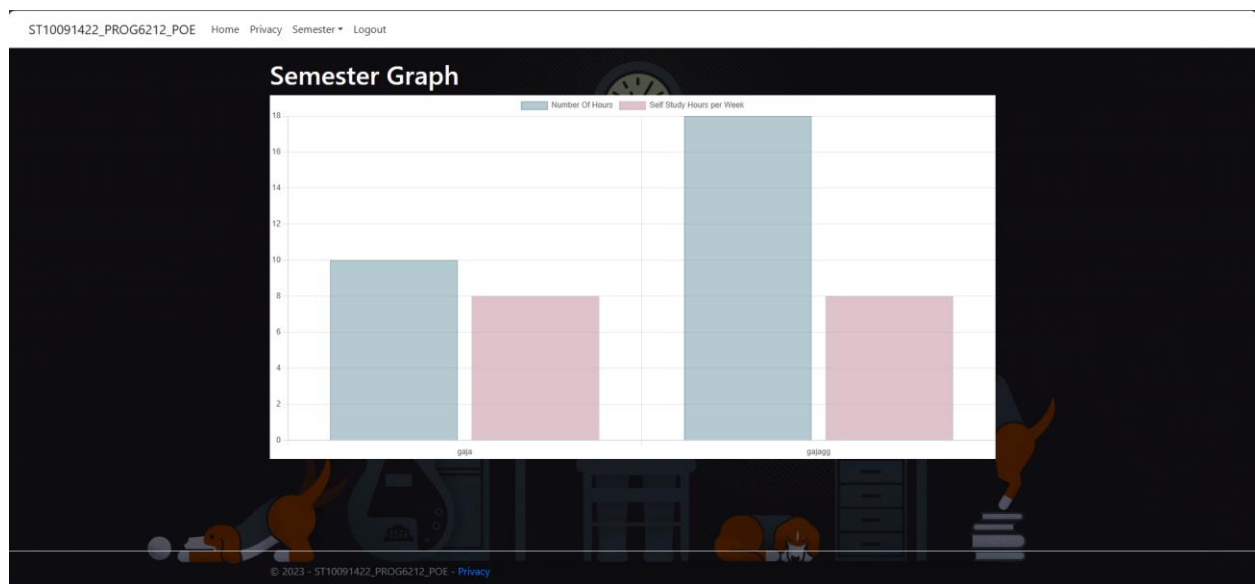 ST10091422_PROG6212_POE Home Privacy Semester Logout
Semester Graph
Number Of Hours Self Study Hours per Week
18
16
14
12
10
8
6
4
2
0
gaja gajagg
© 2023 - ST10091422_PROG6212_POE - Privacy